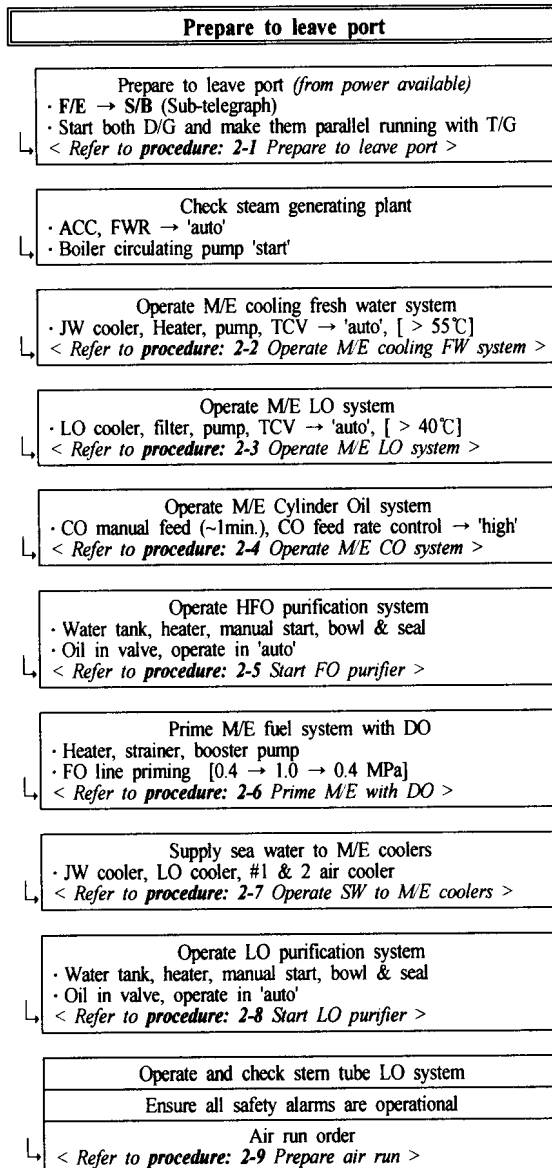 Prepare to leave port
Prepare to leave port (from power available)
· F/E → S/B (Sub-telegraph)
· Start both D/G and make them parallel running with T/G
< Refer to procedure: 2-1 Prepare to leave port >
Check steam generating plant
· ACC, FWR → 'auto'
· Boiler circulating pump 'start'
Operate M/E cooling fresh water system
· JW cooler, Heater, pump, TCV → 'auto', [ > 55℃]
< Refer to procedure: 2-2 Operate M/E cooling FW system >
Operate M/E LO system
· LO cooler, filter, pump, TCV → 'auto', [ > 40℃]
< Refer to procedure: 2-3 Operate M/E LO system >
Operate M/E Cylinder Oil system
· CO manual feed (~1min.), CO feed rate control → 'high'
< Refer to procedure: 2-4 Operate M/E CO system >
Operate HFO purification system
· Water tank, heater, manual start, bowl & seal
· Oil in valve, operate in 'auto'
< Refer to procedure: 2-5 Start FO purifier >
Prime M/E fuel system with DO
· Heater, strainer, booster pump
· FO line priming [0.4 → 1.0 → 0.4 MPa]
< Refer to procedure: 2-6 Prime M/E with DO >
Supply sea water to M/E coolers
· JW cooler, LO cooler, #1 & 2 air cooler
< Refer to procedure: 2-7 Operate SW to M/E coolers >
Operate LO purification system
· Water tank, heater, manual start, bowl & seal
· Oil in valve, operate in 'auto'
< Refer to procedure: 2-8 Start LO purifier >
Operate and check stern tube LO system
Ensure all safety alarms are operational
Air run order
< Refer to procedure: 2-9 Prepare air run >